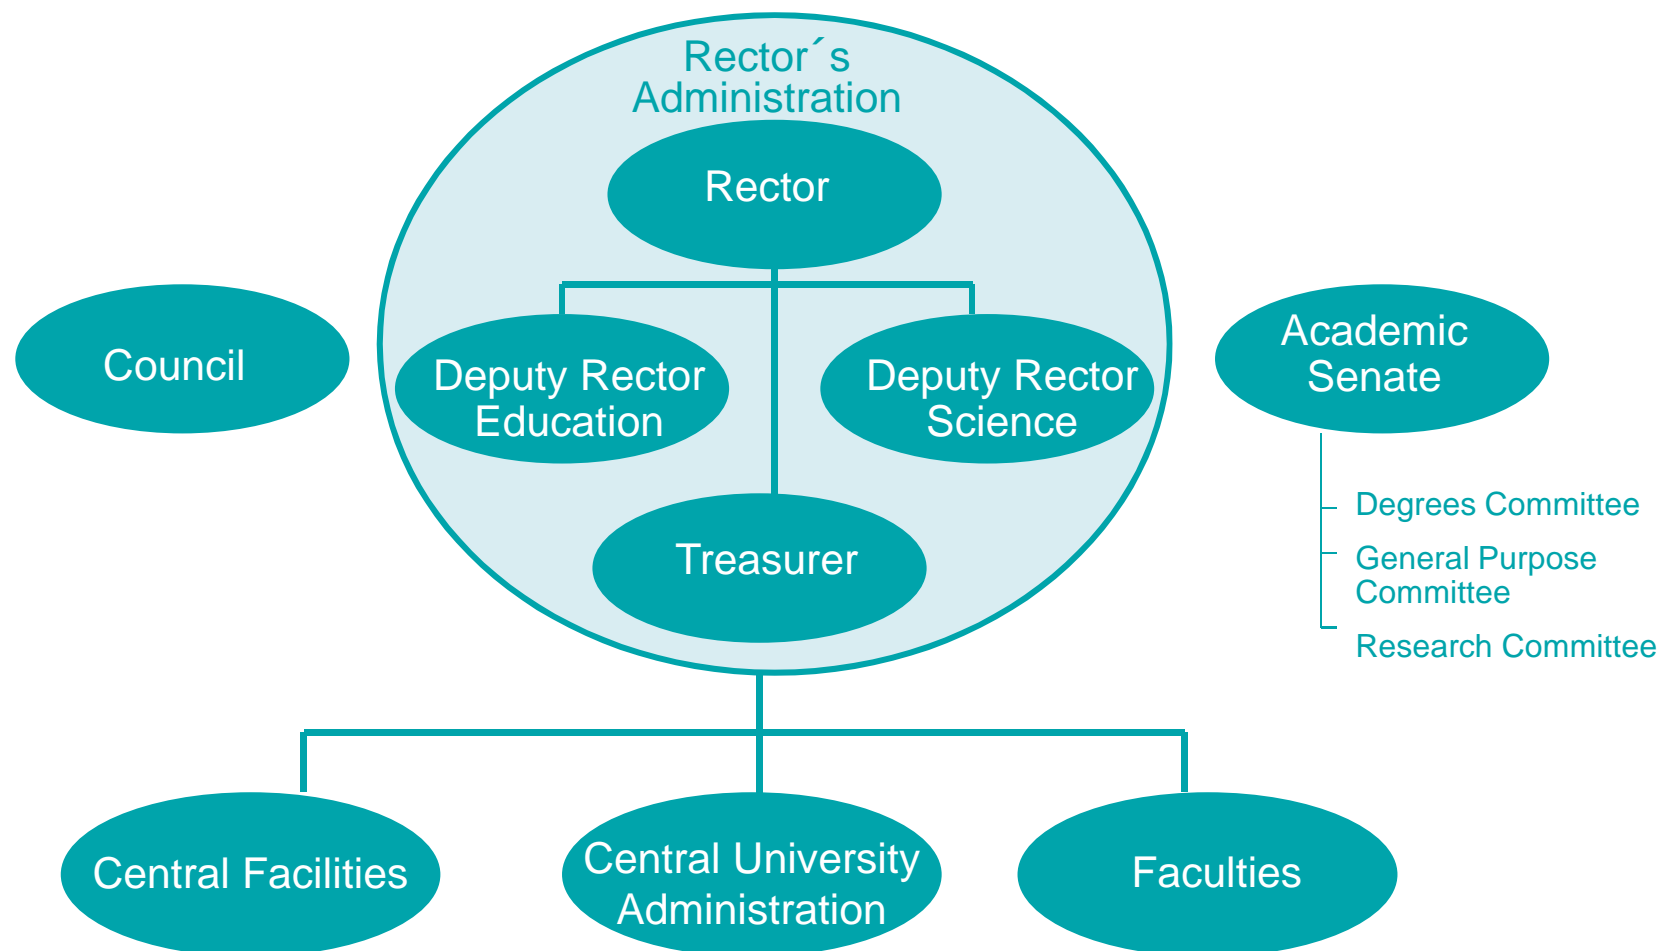 Rector´s
Administration
Rector
Council
Deputy Rector
Education
Deputy Rector
Science
Academic
Senate
Treasurer
Degrees Committee
General Purpose
Committee
Research Committee
Central Facilities
Central University
Administration
Faculties